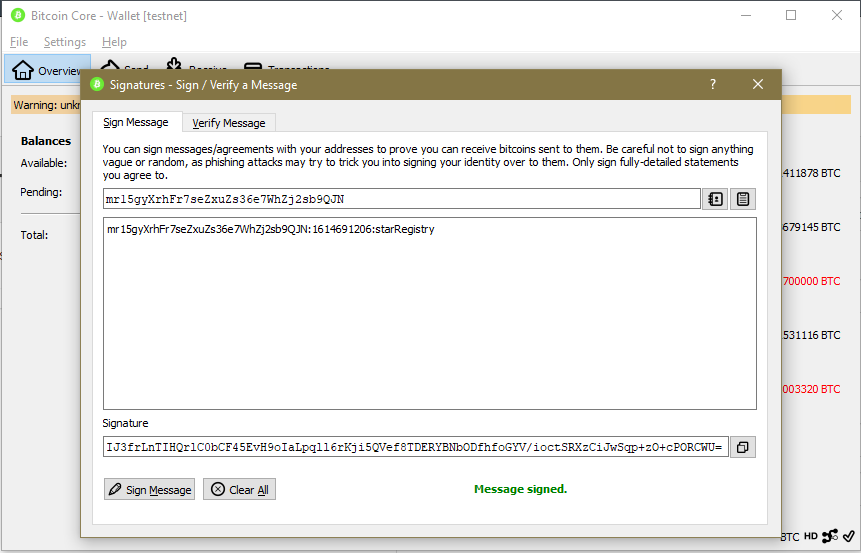 Bitcoin Core - Wallet [testnet]
File Settings Help
Overview Send Receive Transactions
Signatures - Sign / Verify a Message
Warning: unkn
Sign Message Verify Message
Balances
You can sign messages/agreements with your addresses to prove you can receive bitcoins sent to them. Be careful not to sign anything
vague or random, as phishing attacks may try to trick you into signing your identity over to them. Only sign fully-detailed statements
you agree to.
Available:
411878 BTC
Pending:
mr15gyXrhFr7seZxuZs36e7WhZj2sb9QJN
mr15gyXrhFr7seZxuZs36e7WhZj2sb9QJN:1614691206:starRegistry
679145 BTC
Total:
700000 BTC
531116 BTC
003320 BTC
Signature
IJ3frLnTIHQrlC0bCF45EvH9oIaLpqll6rKji5QVef8TDERYBNbODfhfoGYV/ioctSRXzCiJwSqp+zO+cPORCWU=
Sign Message Clear All Message signed.
BTC HD